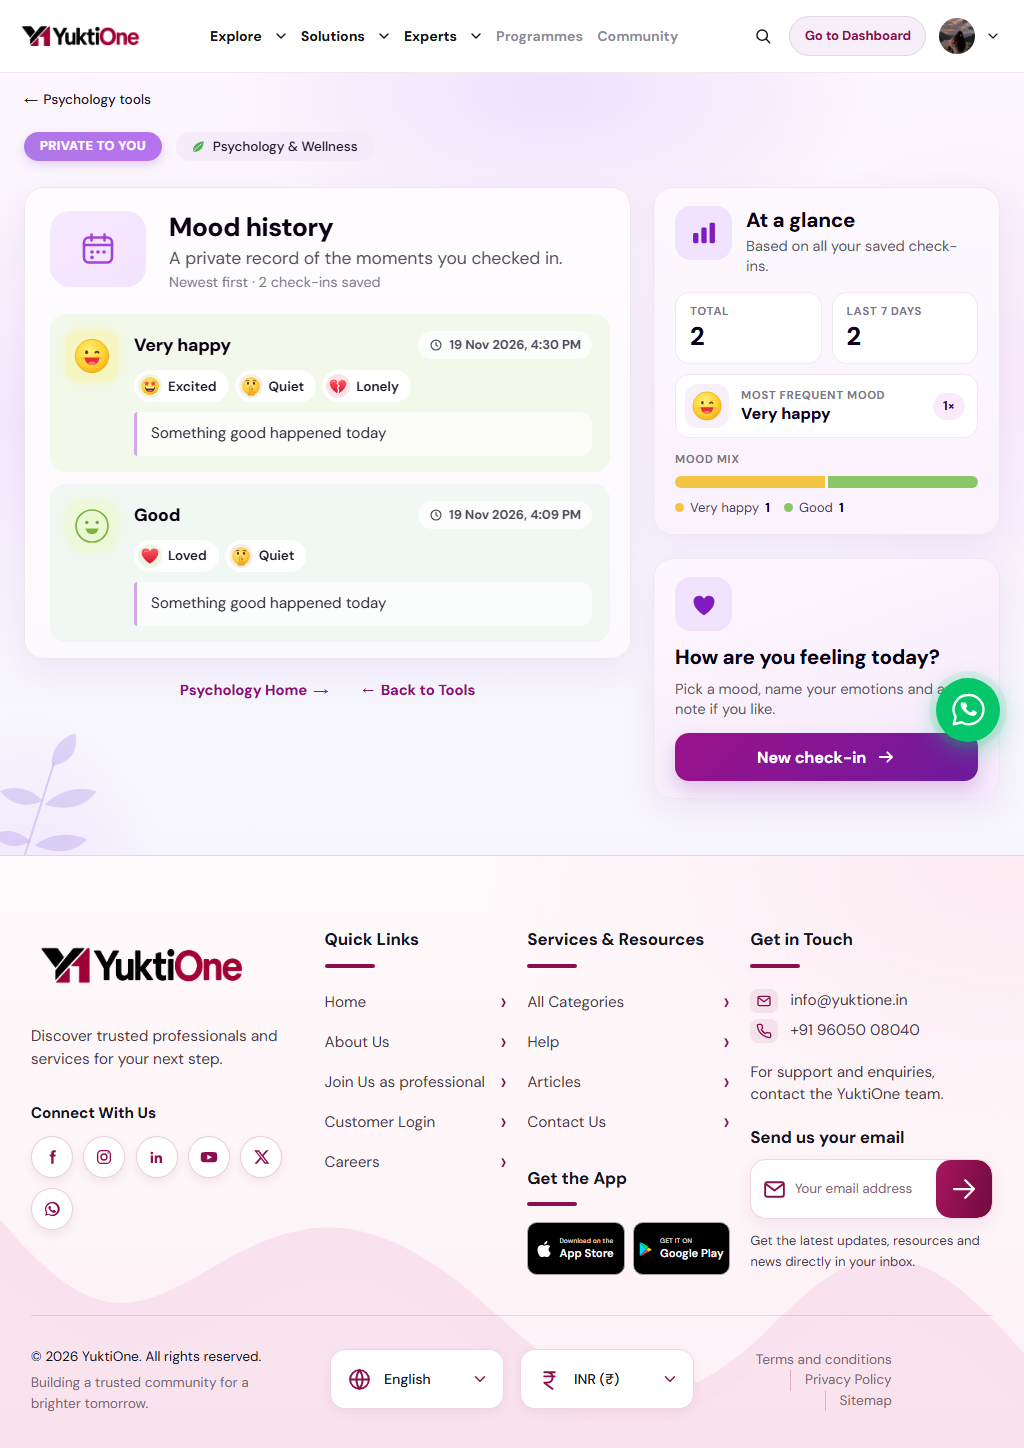 YuktiOne
Explore
Solutions
Experts
Programmes
Community
Go to Dashboard
← Psychology tools
PRIVATE TO YOU
Psychology & Wellness
Mood history
A private record of the moments you checked in.
Newest first · 2 check-ins saved
Very happy
19 Nov 2026, 4:30 PM
Excited
Quiet
Lonely
Something good happened today
Good
19 Nov 2026, 4:09 PM
Loved
Quiet
Something good happened today
Psychology Home →
← Back to Tools
At a glance
Based on all your saved check-
ins.
TOTAL
2
LAST 7 DAYS
2
MOST FREQUENT MOOD
Very happy
1×
MOOD MIX
Very happy 1
Good 1
How are you feeling today?
Pick a mood, name your emotions and a
note if you like.
New check-in →
YuktiOne
Discover trusted professionals and
services for your next step.
Connect With Us
Quick Links
Home ›
About Us ›
Join Us as professional ›
Customer Login ›
Careers ›
Services & Resources
All Categories ›
Help ›
Articles ›
Contact Us ›
Get the App
Download on the
App Store
GET IT ON
Google Play
Get in Touch
info@yuktione.in
+91 96050 08040
For support and enquiries,
contact the YuktiOne team.
Send us your email
Your email address
Get the latest updates, resources and
news directly in your inbox.
© 2026 YuktiOne. All rights reserved.
Building a trusted community for a
brighter tomorrow.
English
₹ INR (₹)
Terms and conditions
Privacy Policy
Sitemap